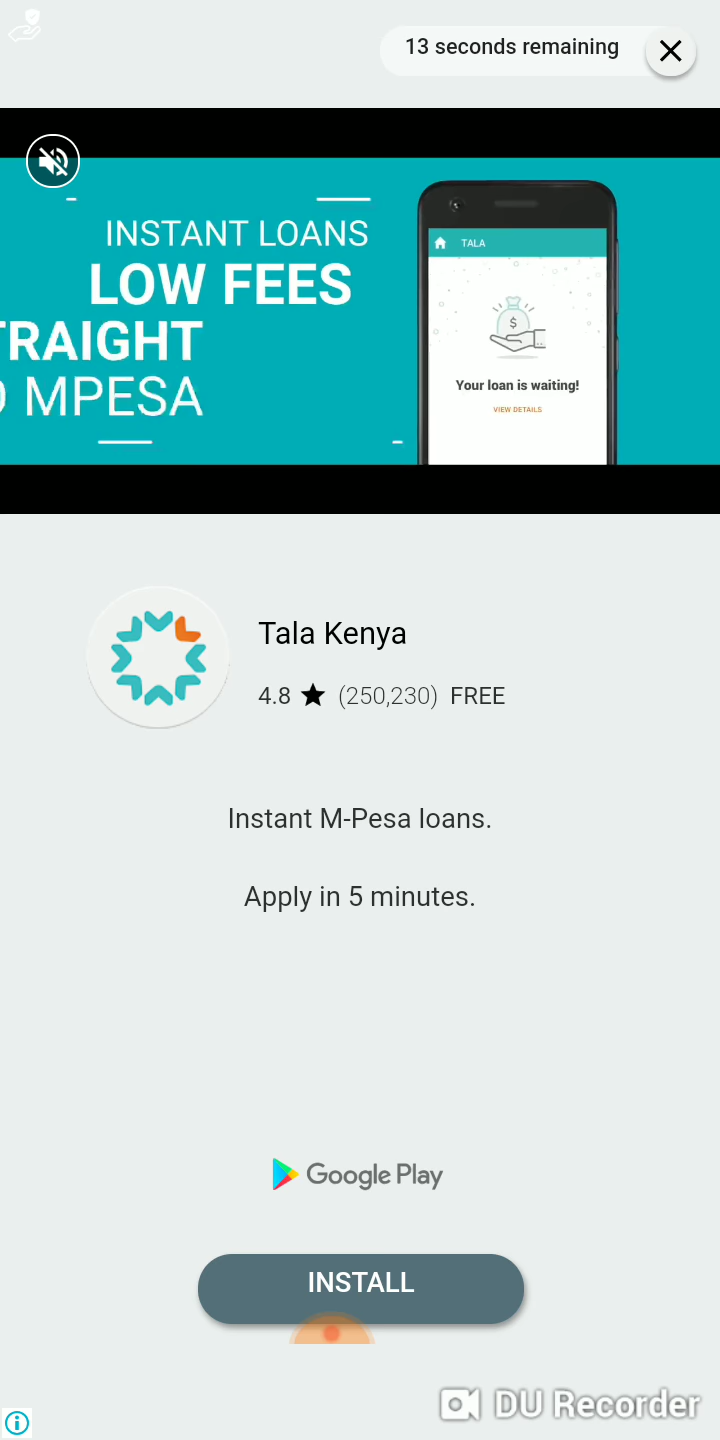 13 seconds remaining
INSTANT LOANS
LOW FEES
TRAIGHT
MPESA
TALA
$
Your loan is waiting!
VIEW DETAILS
Tala Kenya
4.8 ★ (250,230) FREE
Instant M-Pesa loans.
Apply in 5 minutes.
Google Play
INSTALL
DU Recorder